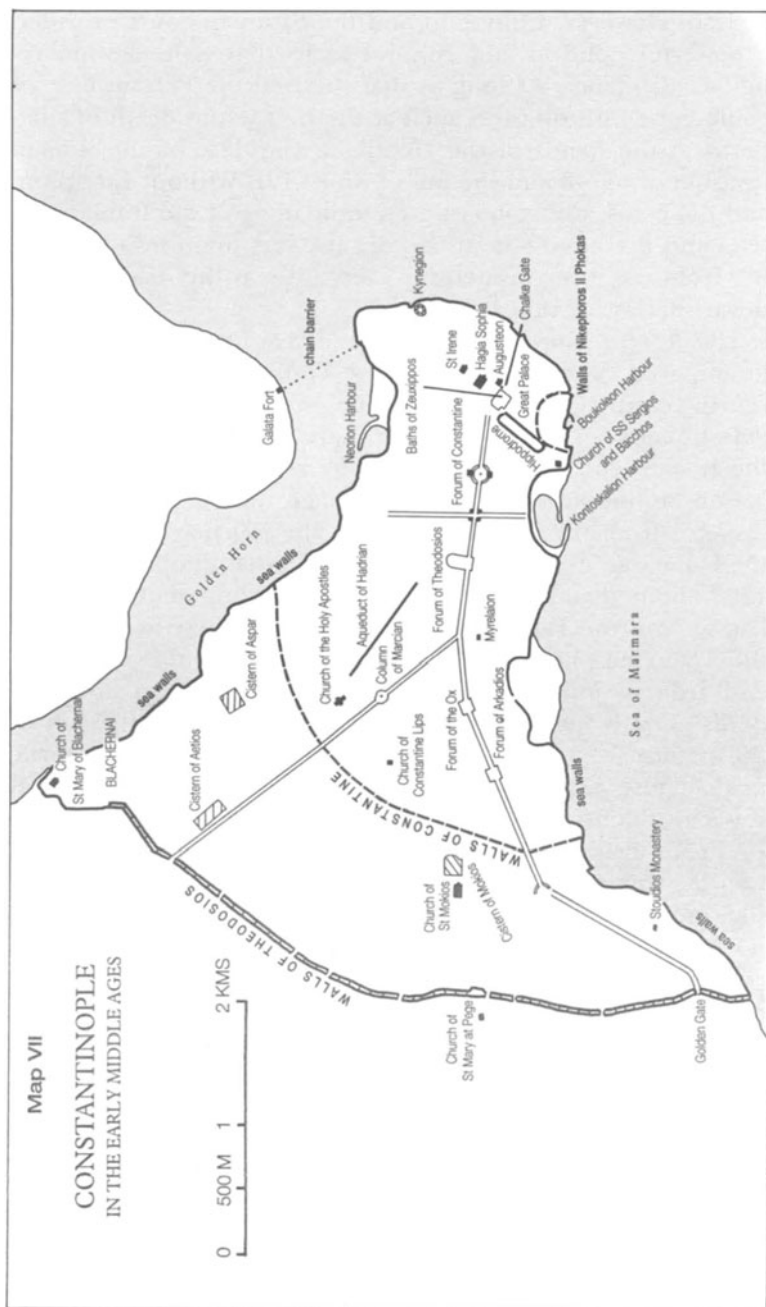 Map VII
CONSTANTINOPLE
IN THE EARLY MIDDLE AGES
0 500 M 1 2 KMS
Galata Fort
chain barrier
Golden Horn
sea walls
sea walls
Church of
St Mary of Blachernai
BLACHERNAI
Cistern of Aetios
Cistern of Aspar
Church of the Holy Apostles
Aqueduct of Hadrian
Column
of Marcian
Neorion Harbour
Kynegion
St Irene
Hagia Sophia
Augusteon
Chalke Gate
Baths of Zeuxippos
Great Palace
Hippodrome
Walls of Nikephoros II Phokas
Boukoleon Harbour
Church of SS Sergios
and Bacchos
Kontoskalion Harbour
Forum of Constantine
Forum of Theodosios
Myrelaion
Forum of the Ox
Forum of Arkadios
Church of
Constantine Lips
WALLS OF CONSTANTINE
Church of
St Mokios
Cistern of Mokios
WALLS OF THEODOSIOS
Church of
St Mary at Pege
Golden Gate
Stoudios Monastery
sea walls
sea walls
Sea of Marmara